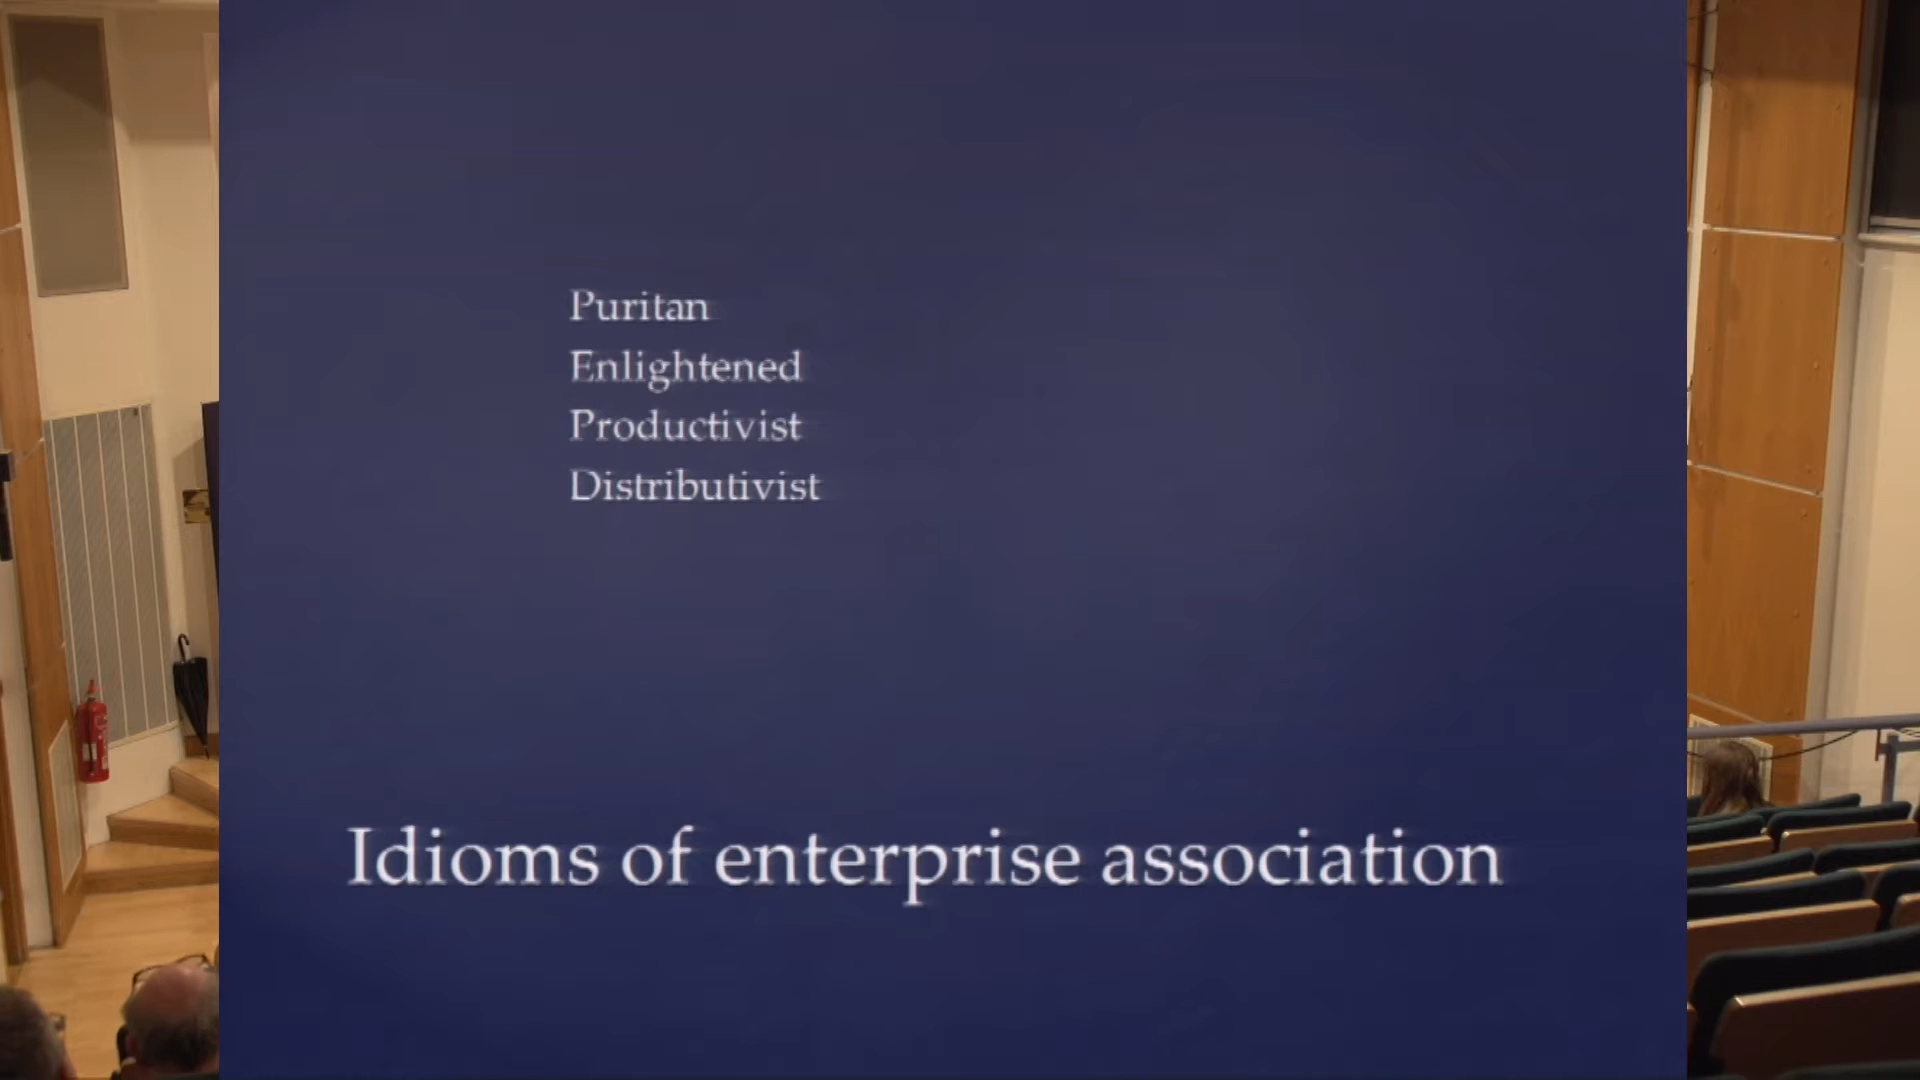 Puritan
Enlightened
Productivist
Distributivist
Idioms of enterprise association